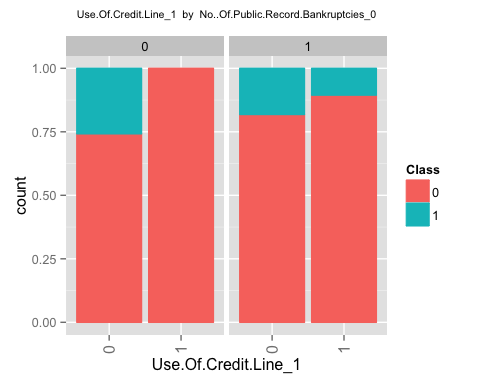 Use.Of.Credit.Line_1 by No..Of.Public.Record.Bankruptcies_0
0 1
1.00
0.75
0.50
0.25
0.00
count
0 1 0 1
Use.Of.Credit.Line_1
Class
0
1